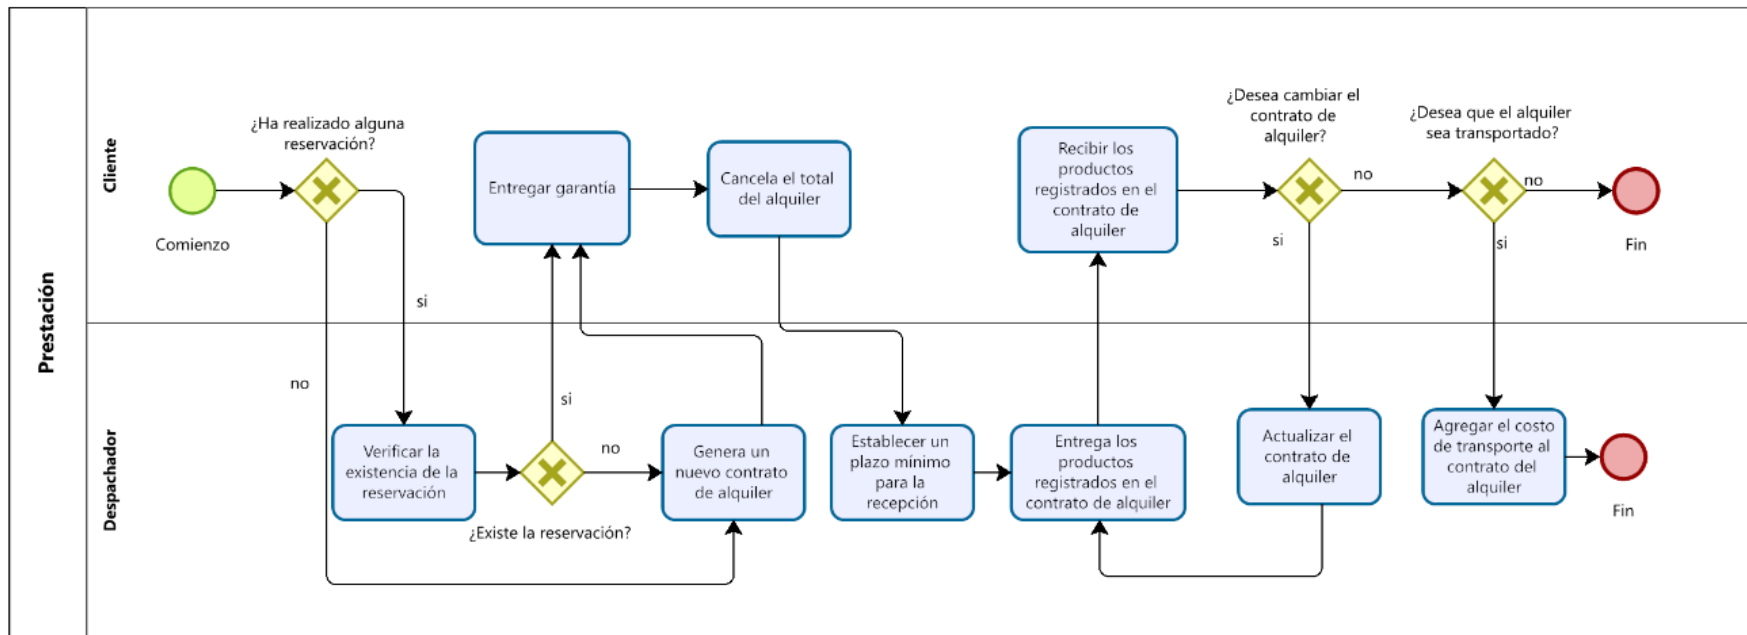 Prestación
Cliente
Comienzo
¿Ha realizado alguna
reservación?
si
no
Entregar garantía
Cancela el total
del alquiler
Recibir los
productos
registrados en el
contrato de
alquiler
¿Desea cambiar el
contrato de
alquiler?
no
si
¿Desea que el alquiler
sea transportado?
no
si
Fin
Despachador
Verificar la
existencia de la
reservación
si
no
¿Existe la reservación?
Genera un
nuevo contrato
de alquiler
Establecer un
plazo mínimo
para la
recepción
Entrega los
productos
registrados en el
contrato de alquiler
Actualizar el
contrato de
alquiler
Agregar el costo
de transporte al
contrato del
alquiler
Fin